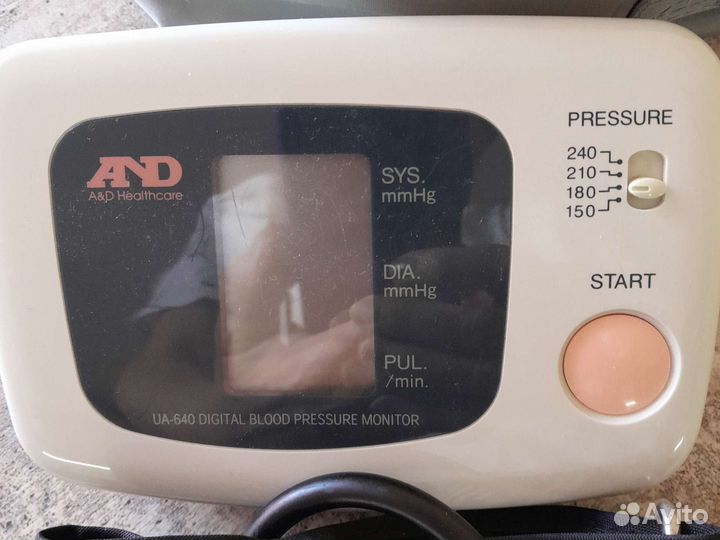 AND
A&D Healthcare
SYS.
mmHg
DIA.
mmHg
PUL.
/min.
UA-640 DIGITAL BLOOD PRESSURE MONITOR
PRESSURE
240
210
180
150
START
Avito